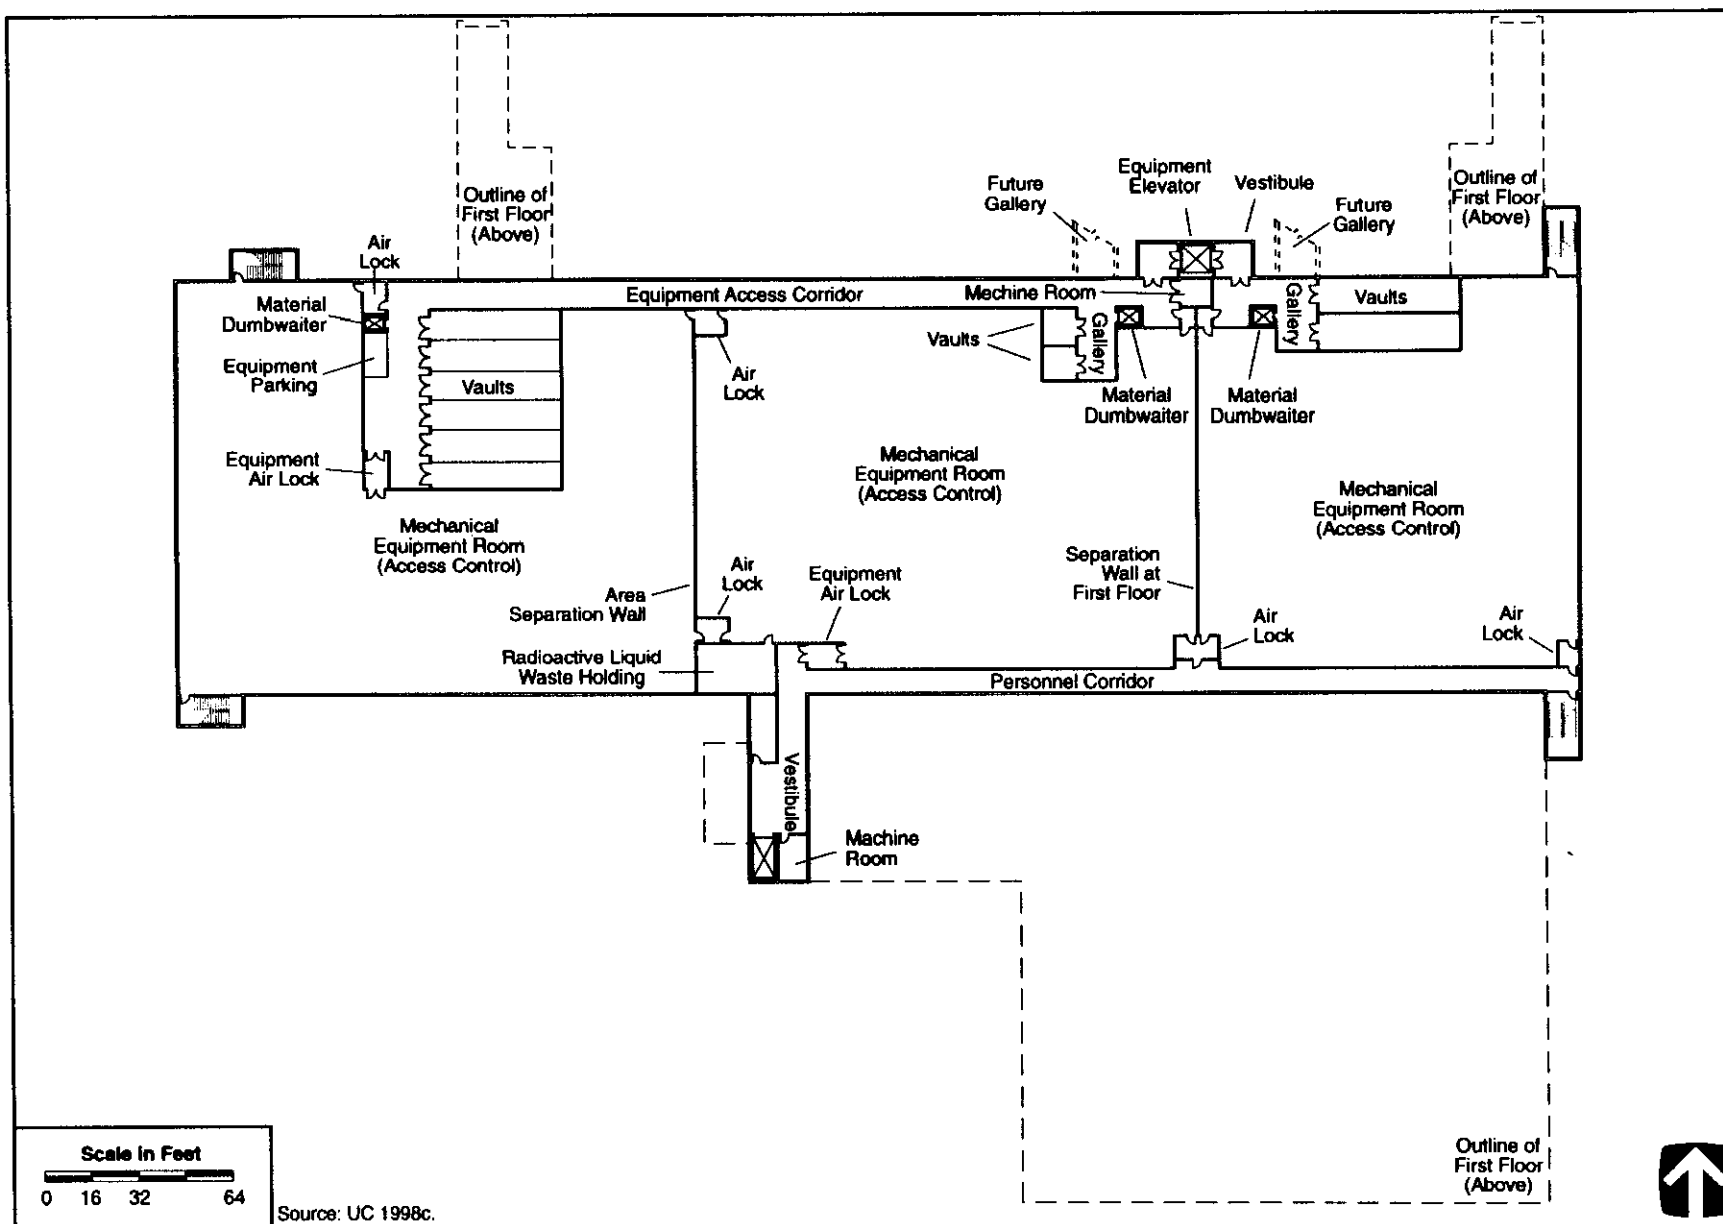 Outline of
First Floor
(Above)
Future
Gallery
Equipment
Elevator
Vestibule
Future
Gallery
Outline of
First Floor
(Above)
Air
Lock
Material
Dumbwaiter
Equipment Access Corridor
Mechine Room
Gallery
Vaults
Gallery
Vaults
Equipment
Parking
Vaults
Air
Lock
Material
Dumbwaiter
Material
Dumbwaiter
Equipment
Air Lock
Mechanical
Equipment Room
(Access Control)
Mechanical
Equipment Room
(Access Control)
Mechanical
Equipment Room
(Access Control)
Area
Separation Wall
Air
Lock
Equipment
Air Lock
Separation
Wall at
First Floor
Air
Lock
Air
Lock
Radioactive Liquid
Waste Holding
Personnel Corridor
Vestibule
Machine
Room
Outline of
First Floor
(Above)
Scale in Feet
0 16 32 64
Source: UC 1998c.